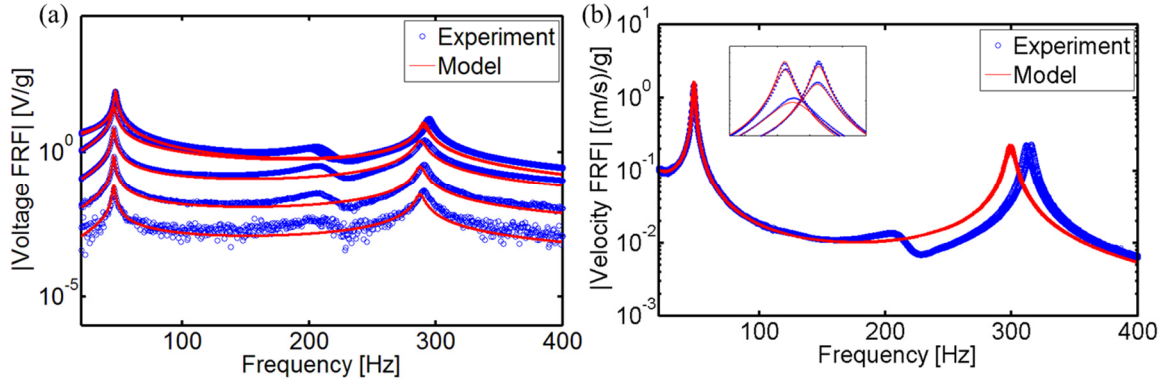 (a)
|Voltage FRF| [V/g]
10^0
10^-5
100
200
300
400
Frequency [Hz]
Experiment
Model
(b)
|Velocity FRF| [(m/s)/g]
10^1
10^0
10^-1
10^-2
10^-3
100
200
300
400
Frequency [Hz]
Experiment
Model